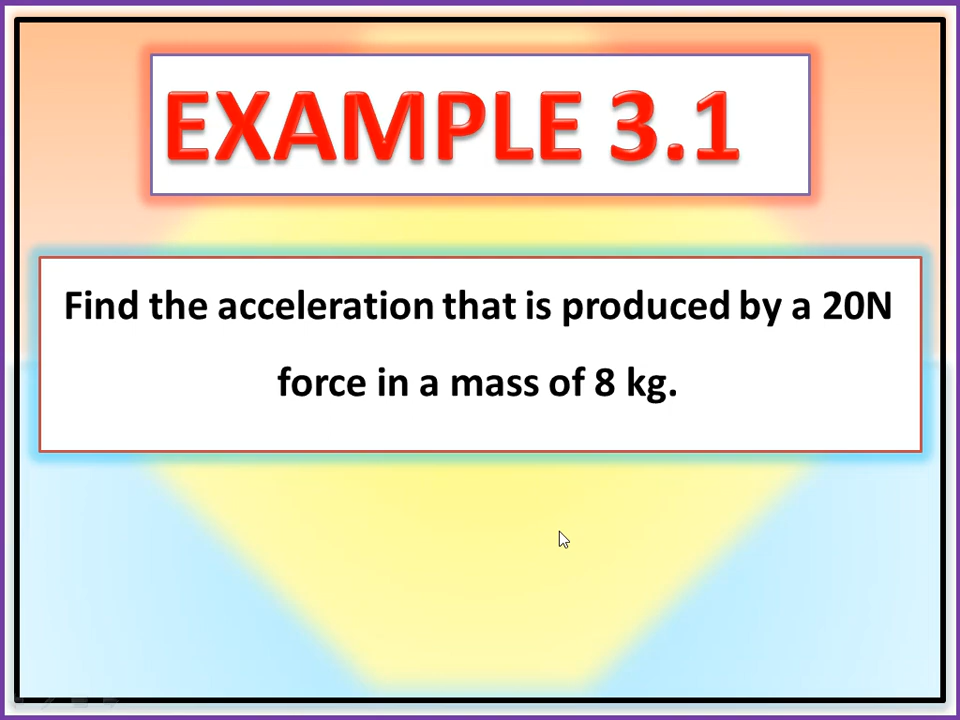 EXAMPLE 3.1
Find the acceleration that is produced by a 20N
force in a mass of 8 kg.